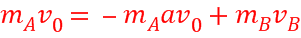 m_A v_0 = − m_A a v_0 + m_B v_B